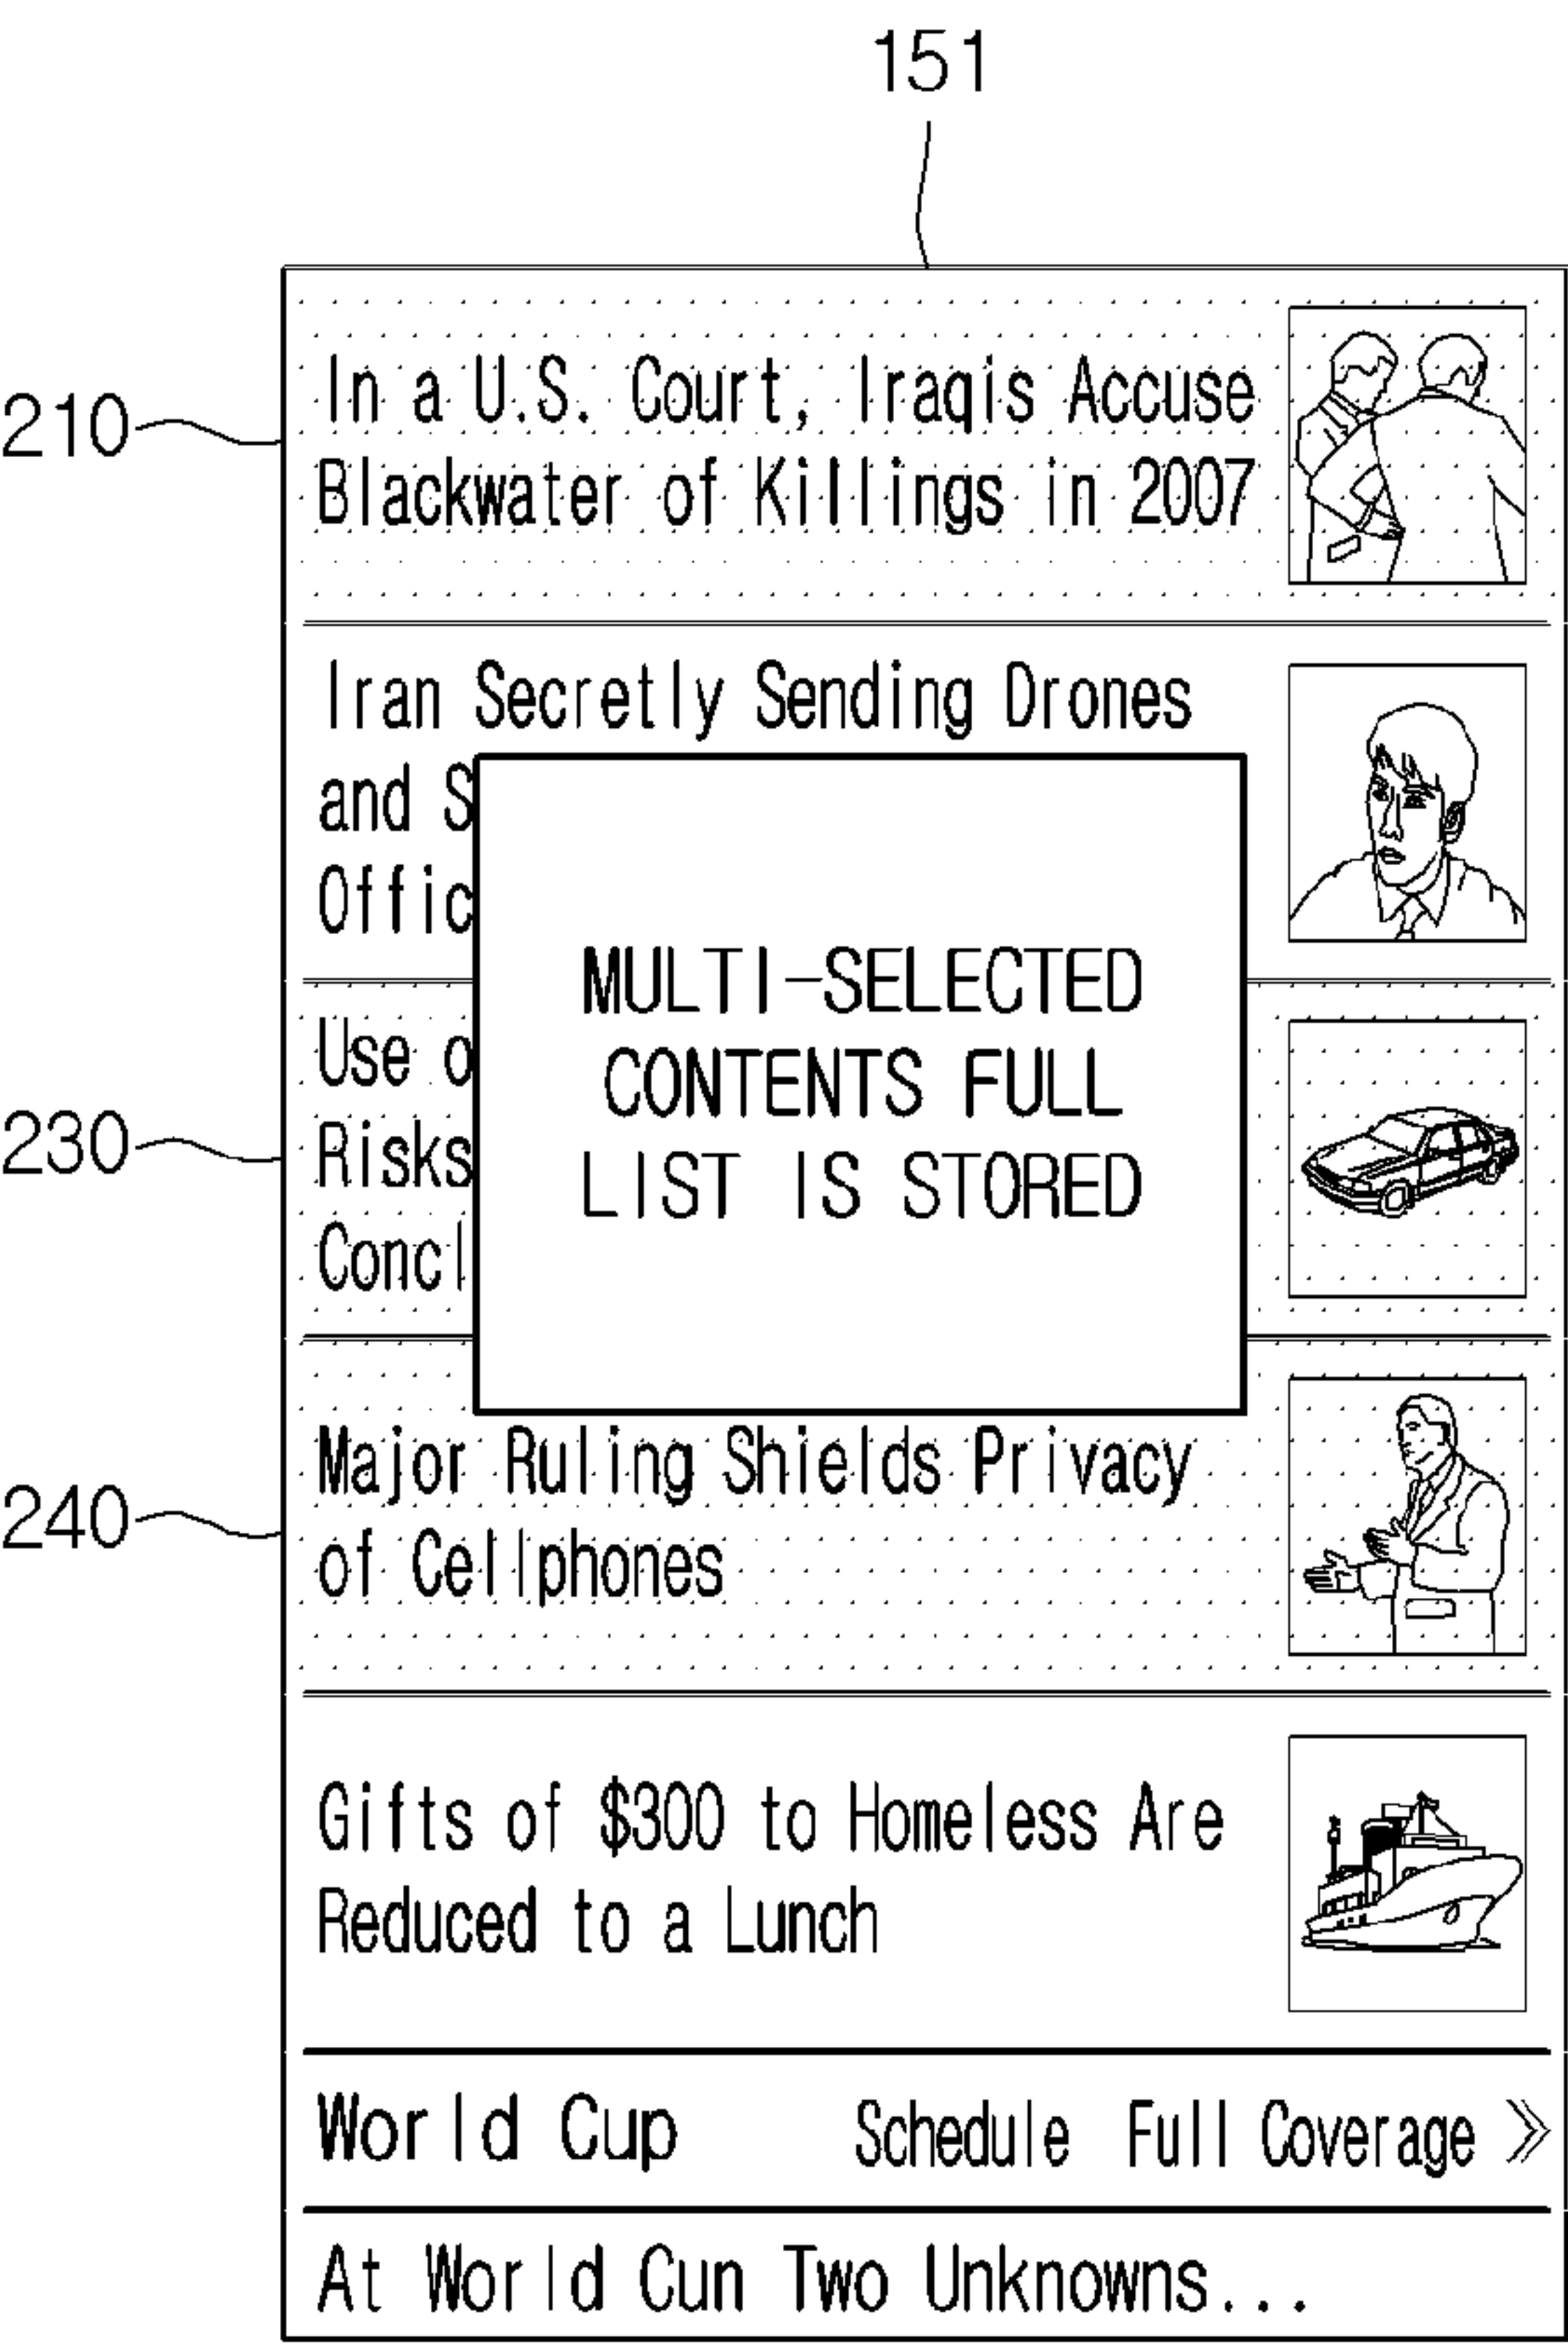 151
210
In a U.S. Court, Iraqis Accuse
Blackwater of Killings in 2007
Iran Secretly Sending Drones
and S
Offic
MULTI-SELECTED
CONTENTS FULL
LIST IS STORED
230
Use o
Risks
Concl
240
Major Ruling Shields Privacy
of Cellphones
Gifts of $300 to Homeless Are
Reduced to a Lunch
World Cup Schedule Full Coverage »
At World Cun Two Unknowns...